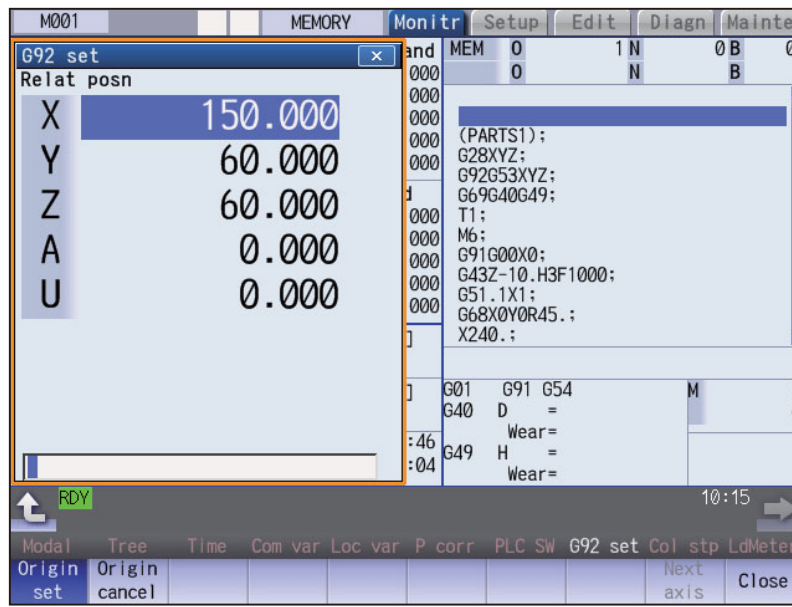 M001 MEMORY Monitr Setup Edit Diagn Mainte
G92 set ×
Relat posn
X 150.000
Y 60.000
Z 60.000
A 0.000
U 0.000
and
000
000
000
000
000
d
000
000
000
000
000
]
]
:46
:04
MEM O 1 N 0 B 0
O N B
(PARTS1);
G28XYZ;
G92G53XYZ;
G69G40G49;
T1;
M6;
G91G00X0;
G43Z-10.H3F1000;
G51.1X1;
G68X0Y0R45.;
X240.;
G01 G91 G54 M
G40 D =
Wear=
G49 H =
Wear=
RDY 10:15
Modal Tree Time Com var Loc var P corr PLC SW G92 set Col stp LdMeter
Origin set
Origin cancel
Next axis
Close